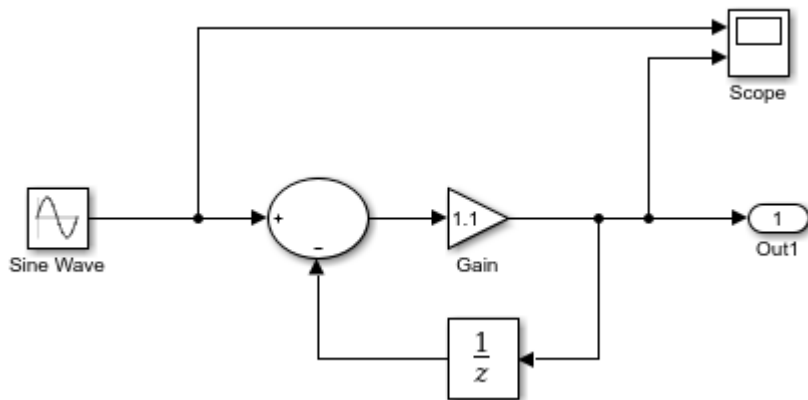 Scope
+
−
1.1
1
Sine Wave
Gain
Out1
1
z